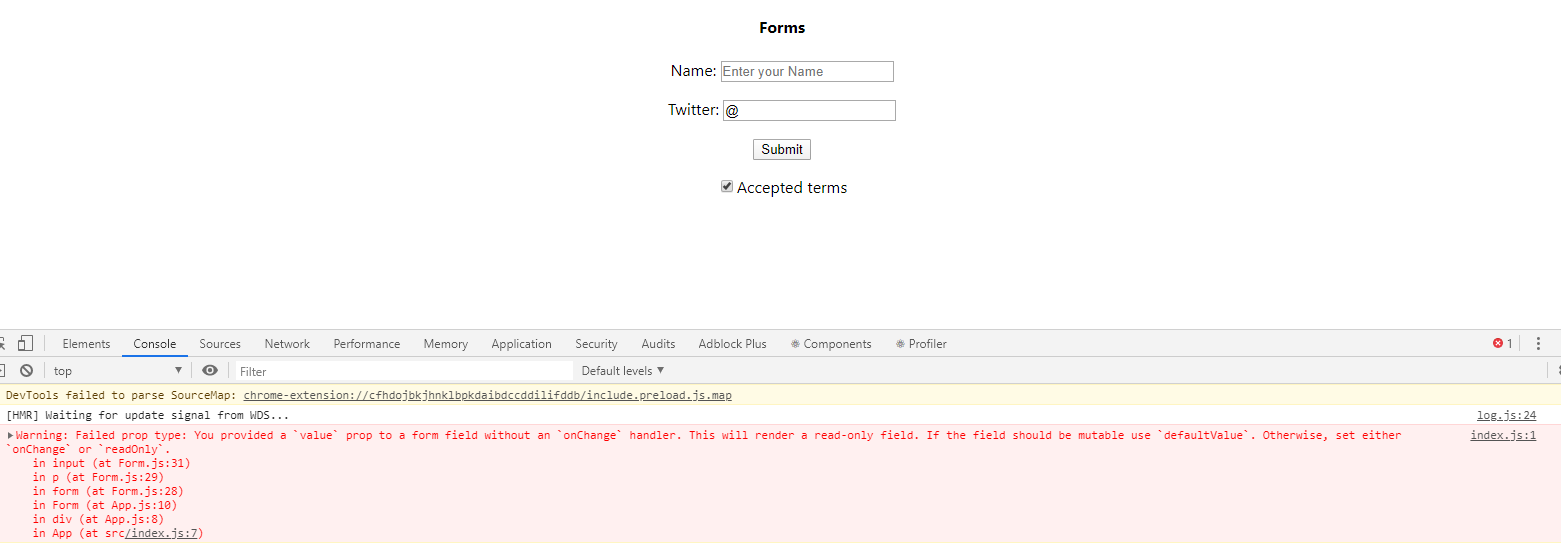 Forms
Name: Enter your Name
Twitter: @
Submit
Accepted terms
Elements Console Sources Network Performance Memory Application Security Audits Adblock Plus Components Profiler 1
top Filter Default levels
DevTools failed to parse SourceMap: chrome-extension://cfhdojbkjhnklbpkdaibdccddilifddb/include.preload.js.map
[HMR] Waiting for update signal from WDS... log.js:24
Warning: Failed prop type: You provided a `value` prop to a form field without an `onChange` handler. This will render a read-only field. If the field should be mutable use `defaultValue`. Otherwise, set either index.js:1
`onChange` or `readOnly`.
in input (at Form.js:31)
in p (at Form.js:29)
in form (at Form.js:28)
in Form (at App.js:10)
in div (at App.js:8)
in App (at src/index.js:7)